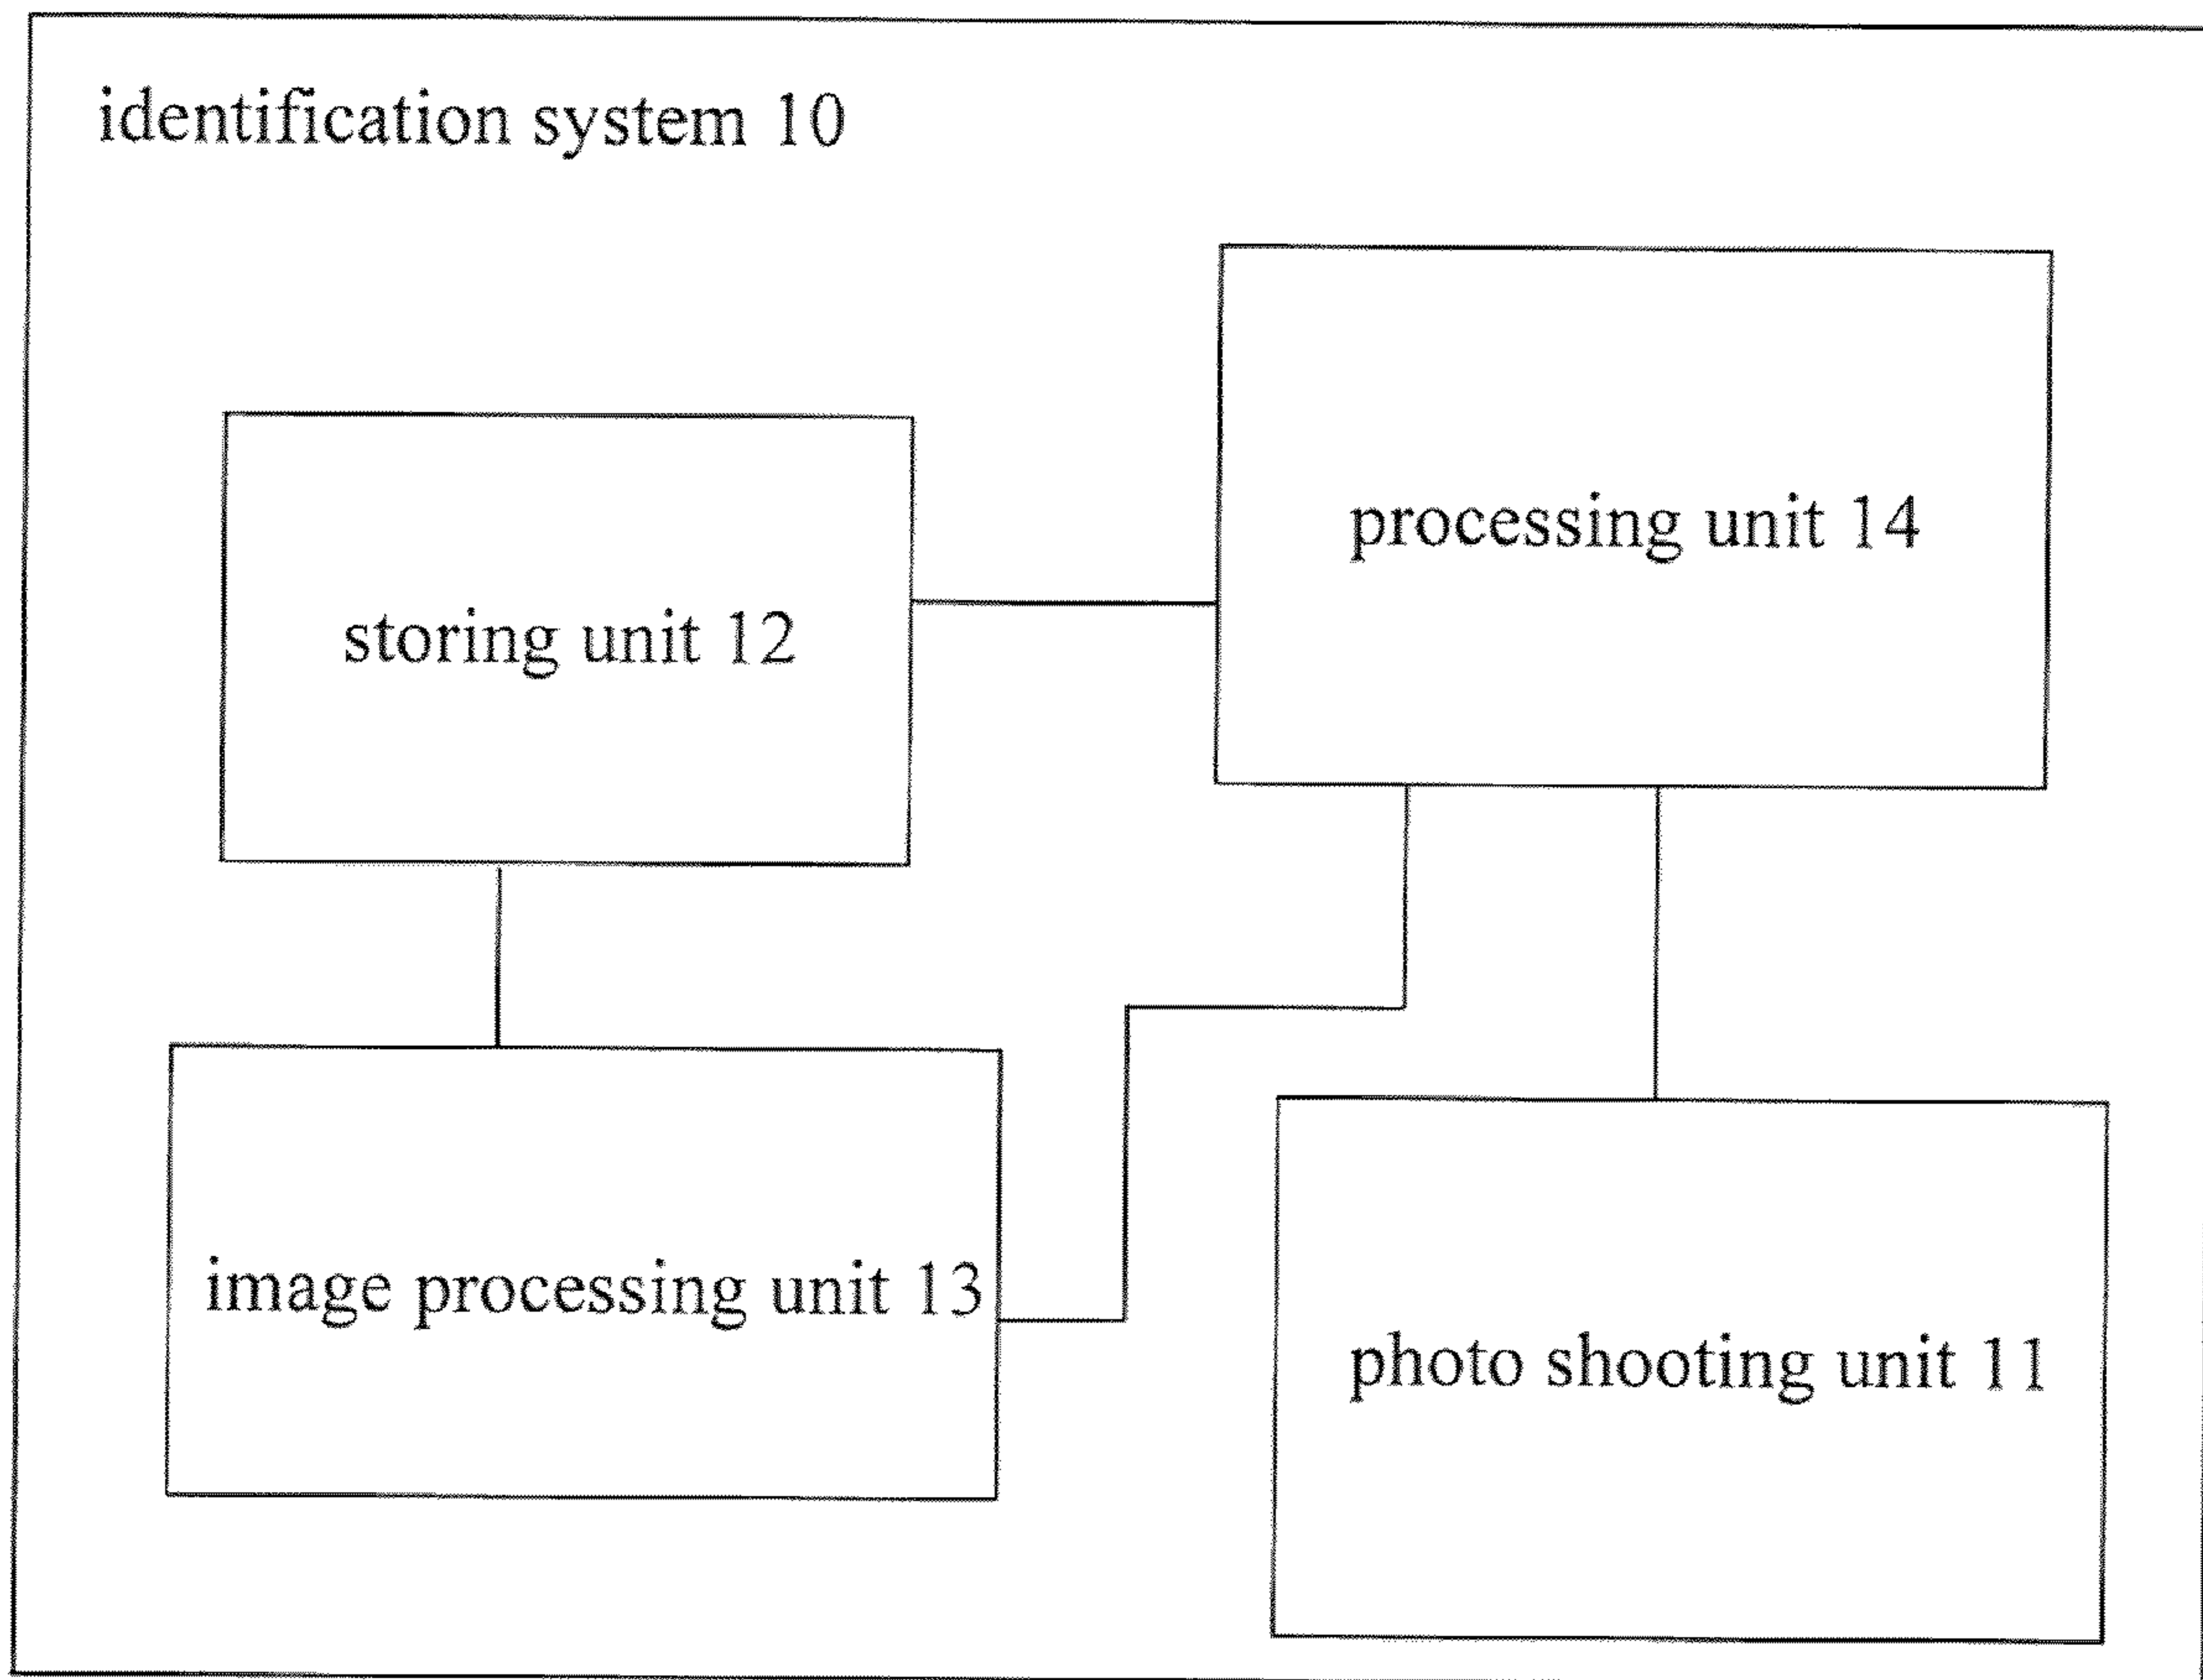 identification system 10
processing unit 14
storing unit 12
image processing unit 13
photo shooting unit 11